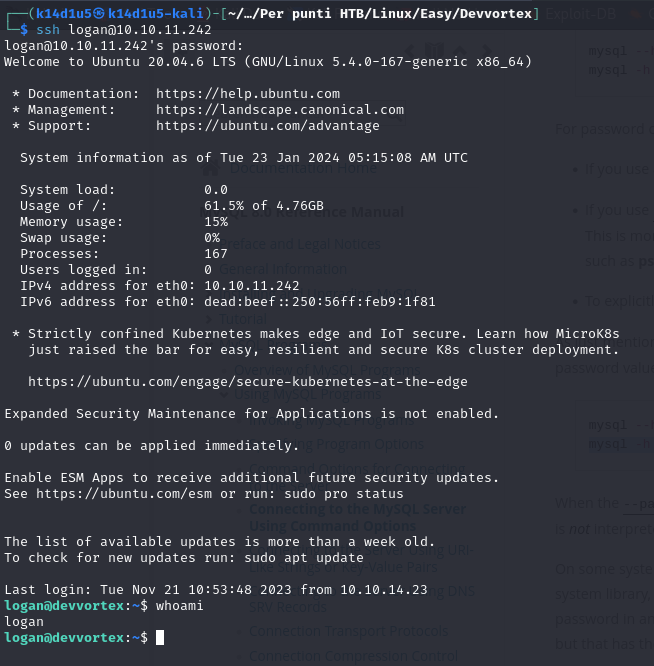 (k14d1u5㉿k14d1u5-kali)-[~/…/Per punti HTB/Linux/Easy/Devvortex]
$ ssh logan@10.10.11.242
logan@10.10.11.242's password:
Welcome to Ubuntu 20.04.6 LTS (GNU/Linux 5.4.0-167-generic x86_64)
* Documentation: https://help.ubuntu.com
* Management: https://landscape.canonical.com
* Support: https://ubuntu.com/advantage
System information as of Tue 23 Jan 2024 05:15:08 AM UTC
System load: 0.0
Usage of /: 61.5% of 4.76GB
Memory usage: 15%
Swap usage: 0%
Processes: 167
Users logged in: 0
IPv4 address for eth0: 10.10.11.242
IPv6 address for eth0: dead:beef::250:56ff:feb9:1f81
* Strictly confined Kubernetes makes edge and IoT secure. Learn how MicroK8s
just raised the bar for easy, resilient and secure K8s cluster deployment.
https://ubuntu.com/engage/secure-kubernetes-at-the-edge
Expanded Security Maintenance for Applications is not enabled.
0 updates can be applied immediately.
Enable ESM Apps to receive additional future security updates.
See https://ubuntu.com/esm or run: sudo pro status
The list of available updates is more than a week old.
To check for new updates run: sudo apt update
Last login: Tue Nov 21 10:53:48 2023 from 10.10.14.23
logan@devvortex:~$ whoami
logan
logan@devvortex:~$